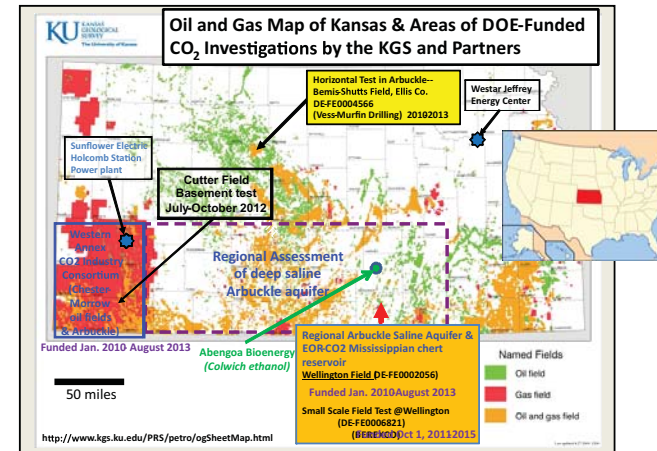 KU
KANSAS
GEOLOGICAL
SURVEY
The University of Kansas
Oil and Gas Map of Kansas & Areas of DOE-Funded
CO2 Investigations by the KGS and Partners
Horizontal Test in Arbuckle--
Bemis-Shutts Field, Ellis Co.
DE-FE0004566
(Vess-Murfin Drilling) 20102013
Westar Jeffrey
Energy Center
Sunflower Electric
Holcomb Station
Power plant
Cutter Field
Basement test
July-October 2012
Western
Annex
CO2 Industry
Consortium
(Chester-
Morrow
oil fields
& Arbuckle)
Regional Assessment
of deep saline
Arbuckle aquifer
Funded Jan. 2010- August 2013
Abengoa Bioenergy
(Colwich ethanol)
Regional Arbuckle Saline Aquifer &
EOR-CO2 Mississippian chert
reservoir
Wellington Field (DE-FE0002056)
Funded Jan. 2010August 2013
Small Scale Field Test @Wellington
(DE-FE0006821)
Oct 1, 2011-2015
Named Fields
Oil field
Gas field
Oil and gas field
50 miles
http://www.kgs.ku.edu/PRS/petro/ogSheetMap.html